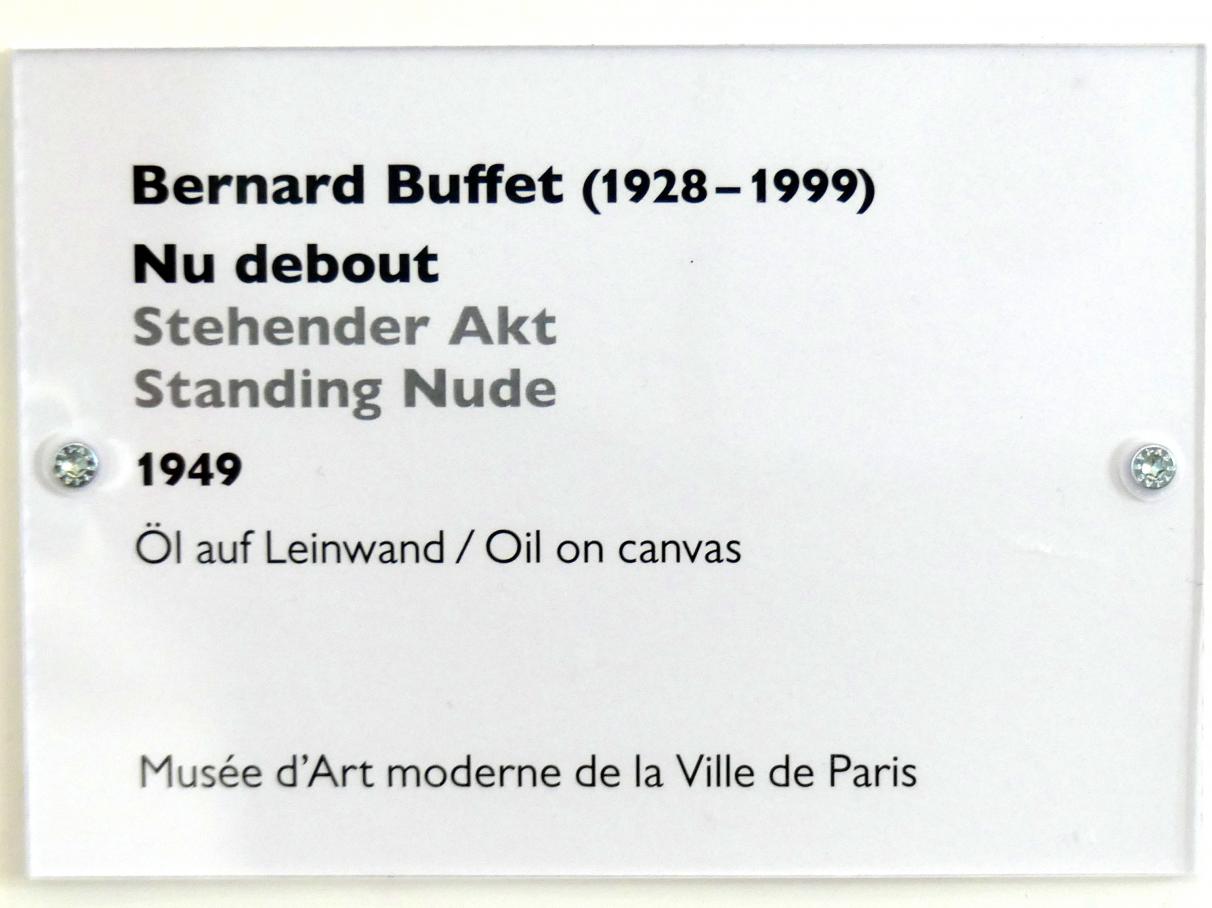 Bernard Buffet (1928–1999)
Nu debout
Stehender Akt
Standing Nude
1949
Öl auf Leinwand / Oil on canvas
Musée d'Art moderne de la Ville de Paris